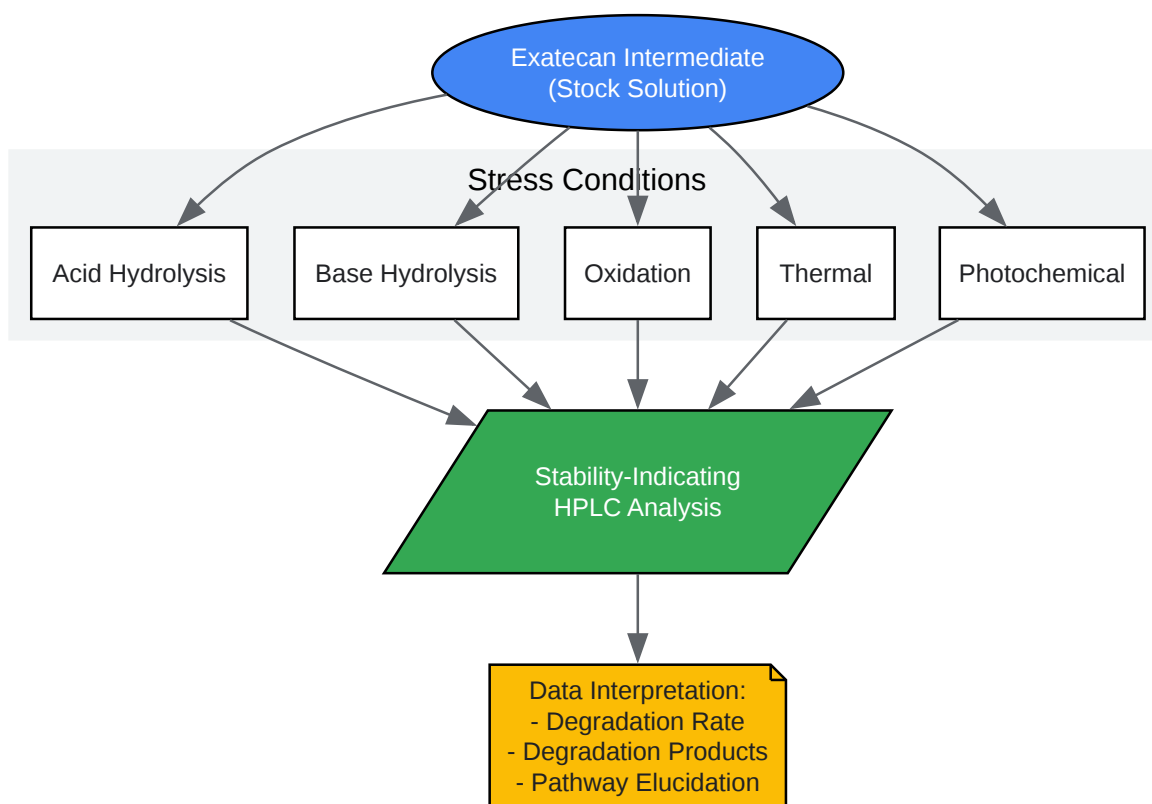 Exatecan Intermediate
(Stock Solution)
Stress Conditions
Acid Hydrolysis
Base Hydrolysis
Oxidation
Thermal
Photochemical
Stability-Indicating
HPLC Analysis
Data Interpretation:
- Degradation Rate
- Degradation Products
- Pathway Elucidation